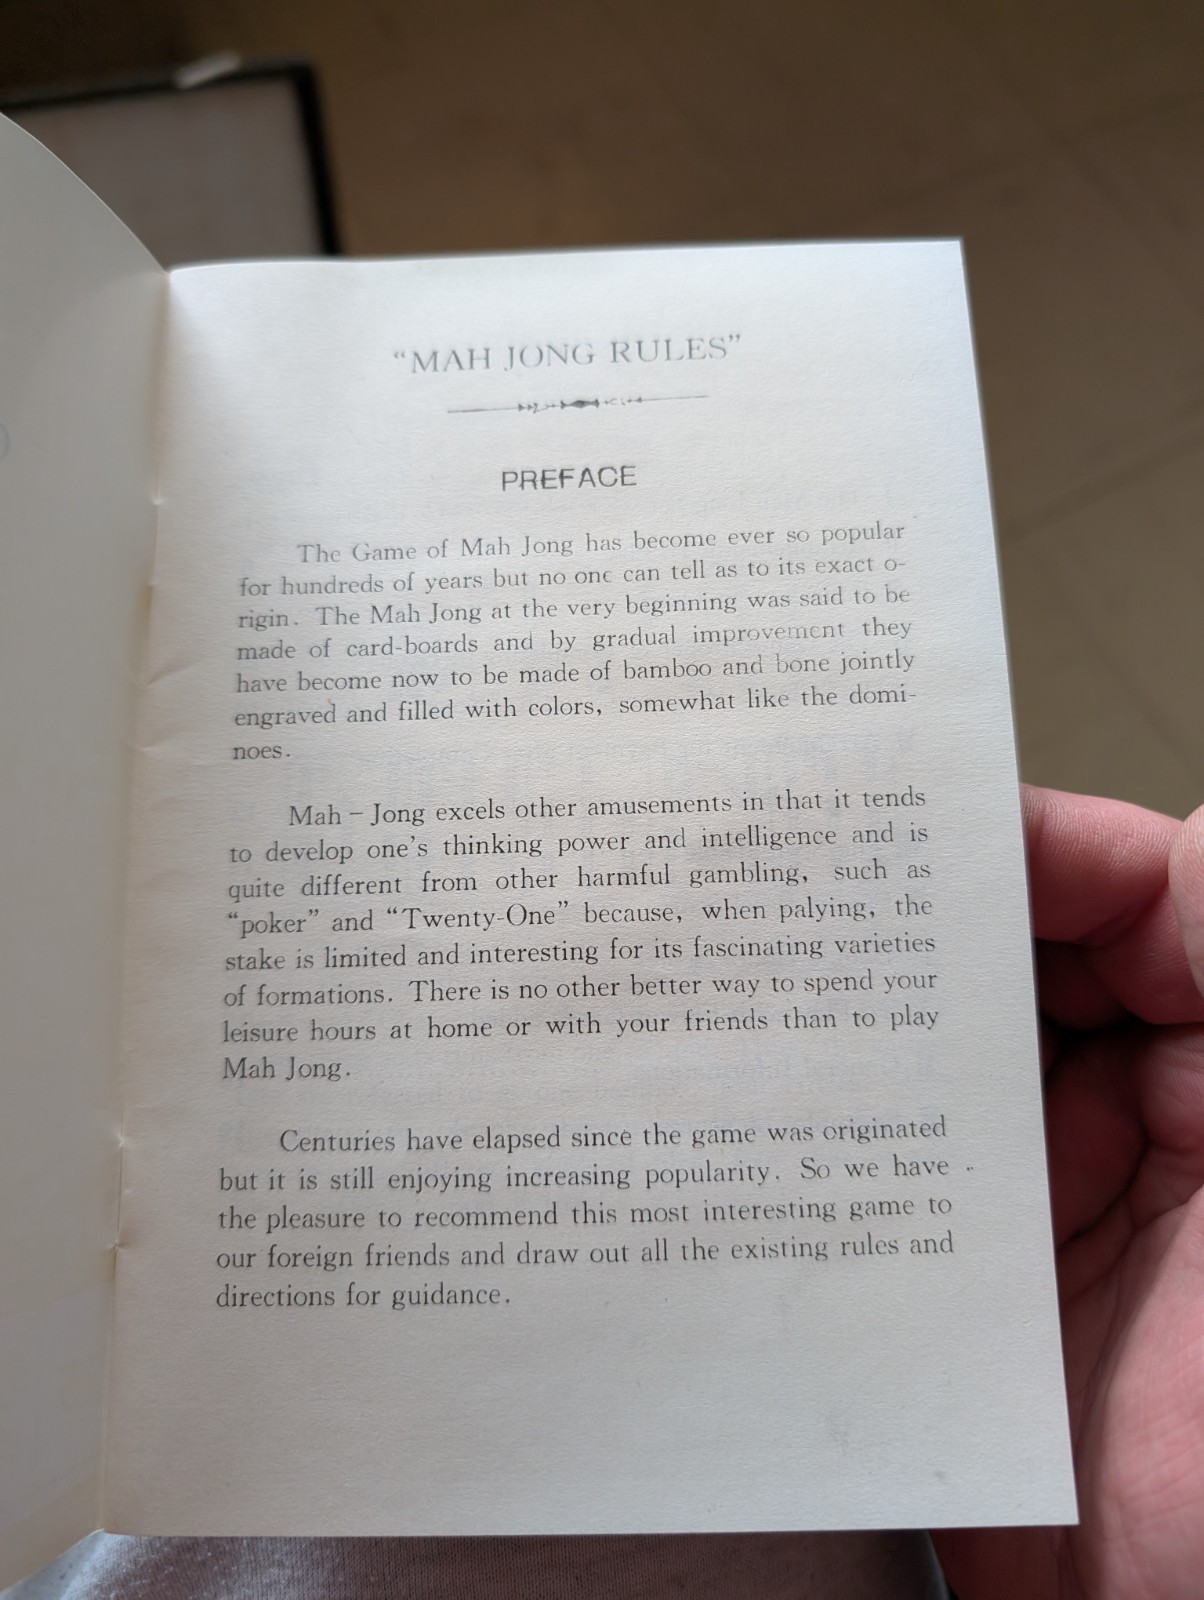 “MAH JONG RULES”
PREFACE
The Game of Mah Jong has become ever so popular
for hundreds of years but no one can tell as to its exact o-
rigin. The Mah Jong at the very beginning was said to be
made of card-boards and by gradual improvement they
have become now to be made of bamboo and bone jointly
engraved and filled with colors, somewhat like the domi-
noes.
Mah – Jong excels other amusements in that it tends
to develop one’s thinking power and intelligence and is
quite different from other harmful gambling, such as
“poker” and “Twenty-One” because, when palying, the
stake is limited and interesting for its fascinating varieties
of formations. There is no other better way to spend your
leisure hours at home or with your friends than to play
Mah Jong.
Centuries have elapsed since the game was originated
but it is still enjoying increasing popularity. So we have
the pleasure to recommend this most interesting game to
our foreign friends and draw out all the existing rules and
directions for guidance.